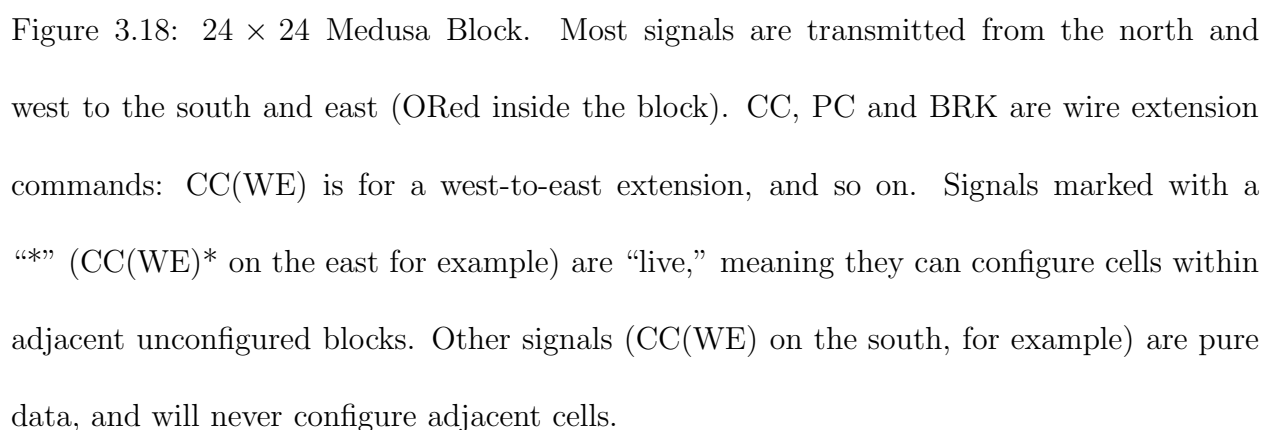 Figure 3.18: 24 × 24 Medusa Block. Most signals are transmitted from the north and
west to the south and east (ORed inside the block). CC, PC and BRK are wire extension
commands: CC(WE) is for a west-to-east extension, and so on. Signals marked with a
“*” (CC(WE)* on the east for example) are “live,” meaning they can configure cells within
adjacent unconfigured blocks. Other signals (CC(WE) on the south, for example) are pure
data, and will never configure adjacent cells.